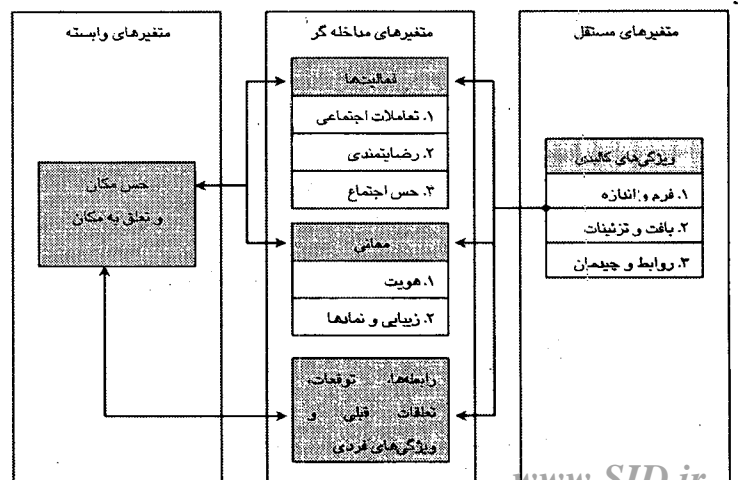 متغیرهای مستقل
ویژگی‌های کالبدی
۱. فرم و اندازه
۲. بافت و تزئینات
۳. روابط و چیدمان
متغیرهای مداخله گر
فعالیت‌ها
۱. تعاملات اجتماعی
۲. رضایتمندی
۳. حس اجتماع
معانی
۱. هویت
۲. زیبایی و نمادها
رابطه‌ها، توقعات،
تعلقات قبلی و
ویژگی‌های فردی
متغیرهای وابسته
حس مکان
و تعلق به مکان
www.SID.ir